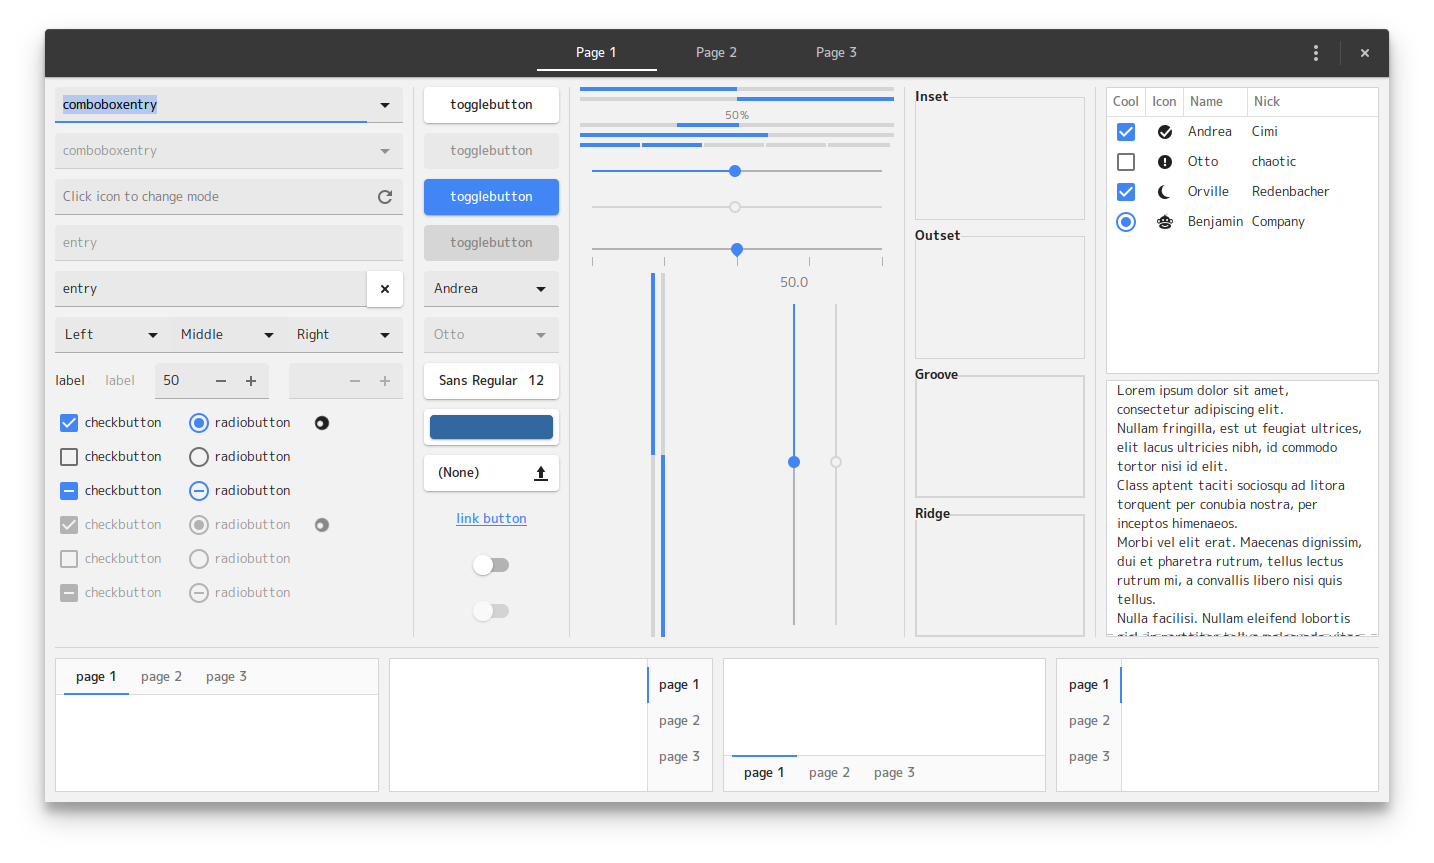 Page 1
Page 2
Page 3
comboboxentry
comboboxentry
Click icon to change mode
entry
entry
Left Middle Right
label label 50
checkbutton radiobutton
checkbutton radiobutton
checkbutton radiobutton
checkbutton radiobutton
checkbutton radiobutton
checkbutton radiobutton
togglebutton
togglebutton
togglebutton
togglebutton
Andrea
Otto
Sans Regular 12
(None)
link button
50%
50.0
Inset
Outset
Groove
Ridge
Cool Icon Name Nick
Andrea Cimi
Otto chaotic
Orville Redenbacher
Benjamin Company
Lorem ipsum dolor sit amet,
consectetur adipiscing elit.
Nullam fringilla, est ut feugiat ultrices,
elit lacus ultricies nibh, id commodo
tortor nisi id elit.
Class aptent taciti sociosqu ad litora
torquent per conubia nostra, per
inceptos himenaeos.
Morbi vel elit erat. Maecenas dignissim,
dui et pharetra rutrum, tellus lectus
rutrum mi, a convallis libero nisi quis
tellus.
Nulla facilisi. Nullam eleifend lobortis
page 1 page 2 page 3
page 1
page 2
page 3
page 1 page 2 page 3
page 1
page 2
page 3